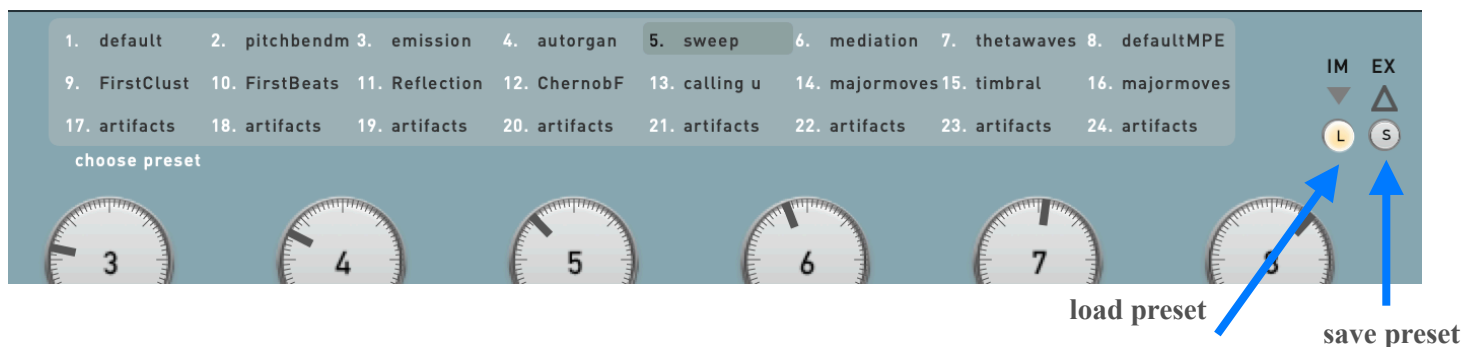 1. default 2. pitchbendm 3. emission 4. autorgan 5. sweep 6. mediation 7. thetawaves 8. defaultMPE
9. FirstClust 10. FirstBeats 11. Reflection 12. ChernobF 13. calling u 14. majormoves 15. timbral 16. majormoves
17. artifacts 18. artifacts 19. artifacts 20. artifacts 21. artifacts 22. artifacts 23. artifacts 24. artifacts
IM EX
L S
choose preset
3 4 5 6 7 8
load preset
save preset